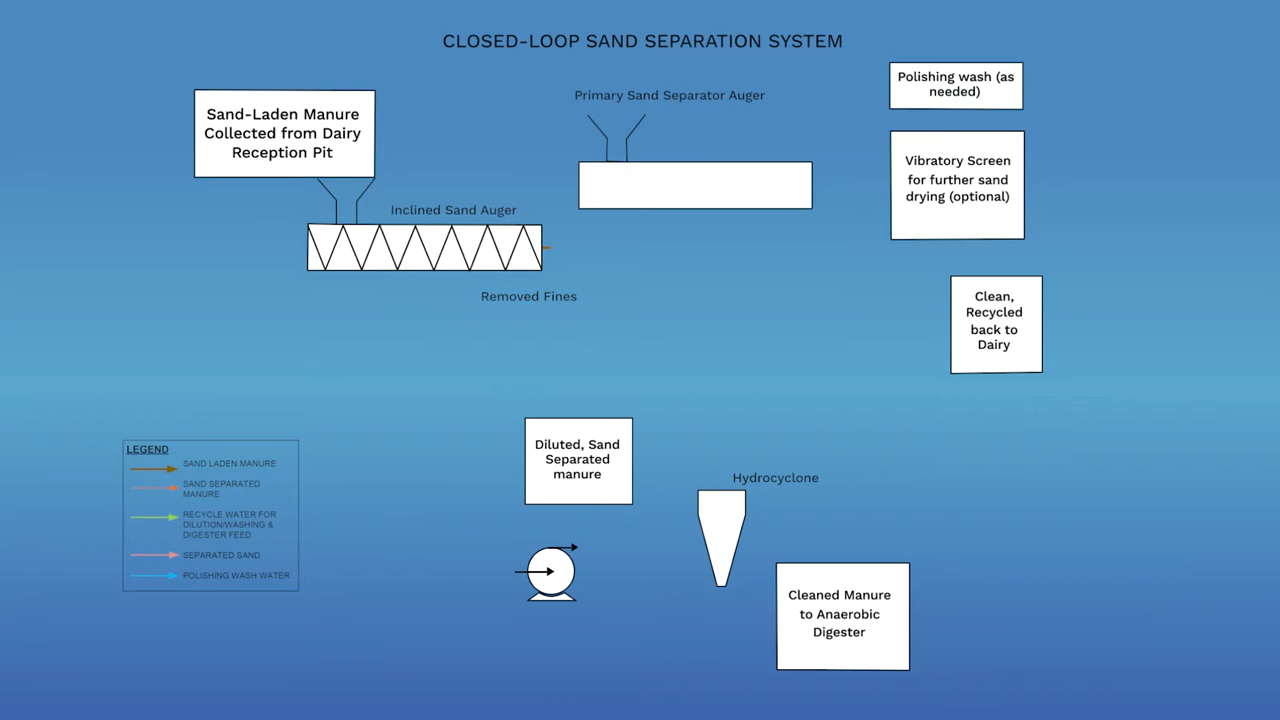 CLOSED-LOOP SAND SEPARATION SYSTEM
Sand-Laden Manure
Collected from Dairy
Reception Pit
Primary Sand Separator Auger
Polishing wash (as
needed)
Vibratory Screen
for further sand
drying (optional)
Inclined Sand Auger
Removed Fines
Clean,
Recycled
back to
Dairy
Diluted, Sand
Separated
manure
Hydrocyclone
Cleaned Manure
to Anaerobic
Digester
LEGEND
SAND LADEN MANURE
SAND SEPARATED
MANURE
RECYCLE WATER FOR
DILUTION/WASHING &
DIGESTER FEED
SEPARATED SAND
POLISHING WASH WATER